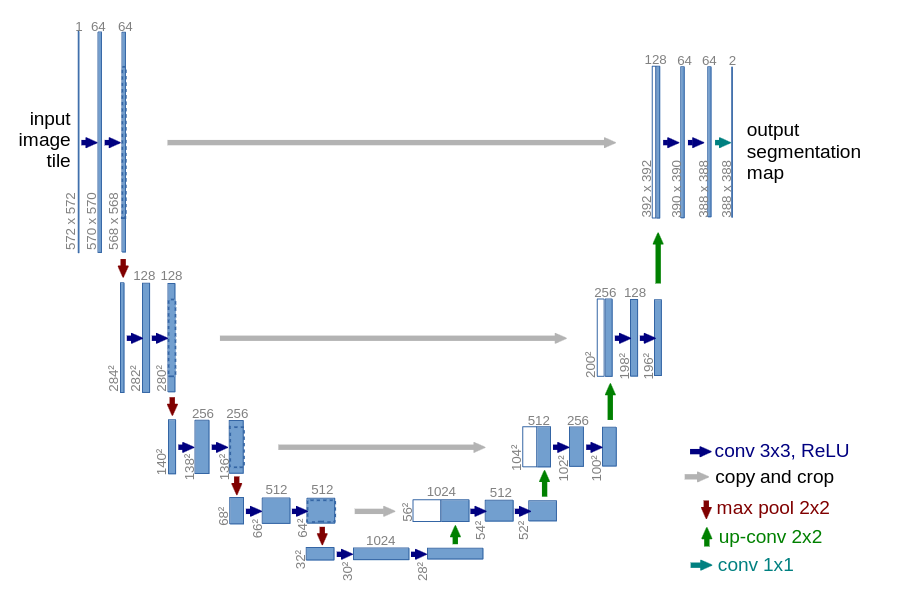 1 64 64
input
image
tile
572 x 572
570 x 570
568 x 568
128 64 64 2
output
segmentation
map
392 x 392
390 x 390
388 x 388
388 x 388
128 128
284²
282²
280²
256 128
200²
198²
196²
256 256
140²
138²
136²
512 256
104²
102²
100²
512 512
68²
66²
64²
1024 512
56²
54²
52²
1024
32²
30²
28²
conv 3x3, ReLU
copy and crop
max pool 2x2
up-conv 2x2
conv 1x1